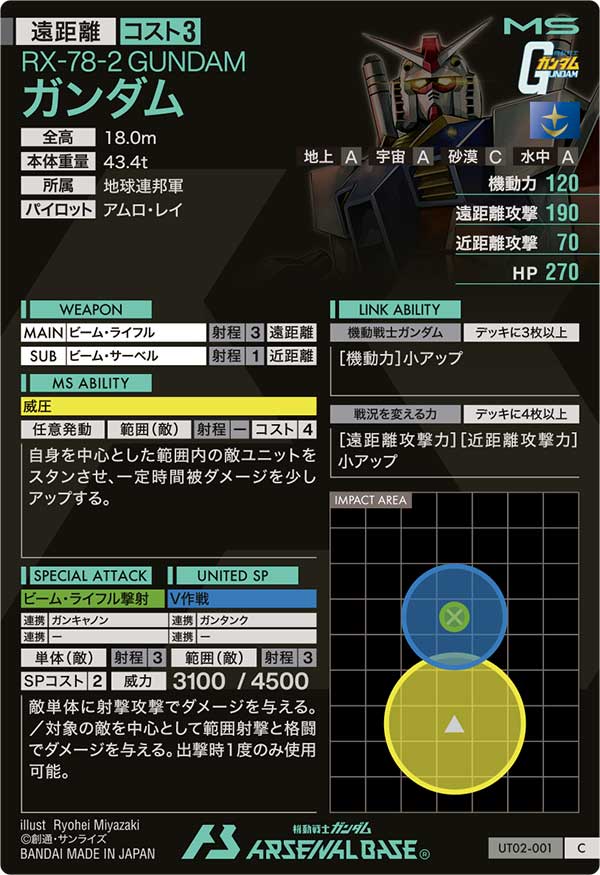 遠距離 コスト3
MS
RX-78-2 GUNDAM
ガンダム
機動戦士
Gガンダム
GUNDAM
全高 18.0m
本体重量 43.4t
所属 地球連邦軍
パイロット アムロ・レイ
地上 A 宇宙 A 砂漠 C 水中 A
機動力 120
遠距離攻撃 190
近距離攻撃 70
HP 270
WEAPON
MAIN ビーム・ライフル 射程 3 遠距離
SUB ビーム・サーベル 射程 1 近距離
MS ABILITY
威圧
任意発動 範囲(敵) 射程 ー コスト 4
自身を中心とした範囲内の敵ユニットを
スタンさせ、一定時間被ダメージを少し
アップする。
LINK ABILITY
機動戦士ガンダム デッキに3枚以上
[機動力]小アップ
戦況を変える力 デッキに4枚以上
[遠距離攻撃力][近距離攻撃力]
小アップ
IMPACT AREA
SPECIAL ATTACK UNITED SP
ビーム・ライフル撃射 V作戦
連携 ガンキャノン 連携 ガンタンク
連携 ー 連携 ー
単体(敵) 射程 3 範囲(敵) 射程 3
SPコスト 2 威力 3100 / 4500
敵単体に射撃攻撃でダメージを与える。
/対象の敵を中心として範囲射撃と格闘
でダメージを与える。出撃時1度のみ使用
可能。
illust Ryohei Miyazaki
©創通・サンライズ
BANDAI MADE IN JAPAN
機動戦士ガンダム
ARSENAL BASE®
UT02-001 C